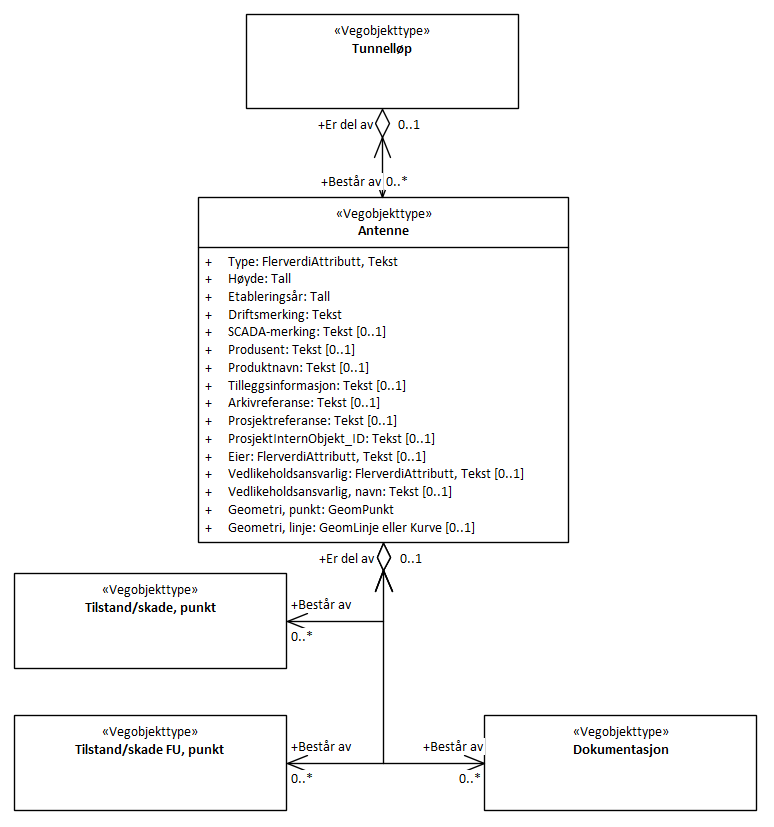 «Vegobjekttype»
Tunnelløp
+Er del av 0..1
+Består av 0..*
«Vegobjekttype»
Antenne
+ Type: FlerverdiAttributt, Tekst
+ Høyde: Tall
+ Etableringsår: Tall
+ Driftsmerking: Tekst
+ SCADA-merking: Tekst [0..1]
+ Produsent: Tekst [0..1]
+ Produktnavn: Tekst [0..1]
+ Tilleggsinformasjon: Tekst [0..1]
+ Arkivreferanse: Tekst [0..1]
+ Prosjektreferanse: Tekst [0..1]
+ ProsjektInternObjekt_ID: Tekst [0..1]
+ Eier: FlerverdiAttributt, Tekst [0..1]
+ Vedlikeholdsansvarlig: FlerverdiAttributt, Tekst [0..1]
+ Vedlikeholdsansvarlig, navn: Tekst [0..1]
+ Geometri, punkt: GeomPunkt
+ Geometri, linje: GeomLinje eller Kurve [0..1]
+Er del av 0..1
«Vegobjekttype»
Tilstand/skade, punkt
+Består av
0..*
«Vegobjekttype»
Tilstand/skade FU, punkt
+Består av
0..*
+Består av
0..*
«Vegobjekttype»
Dokumentasjon